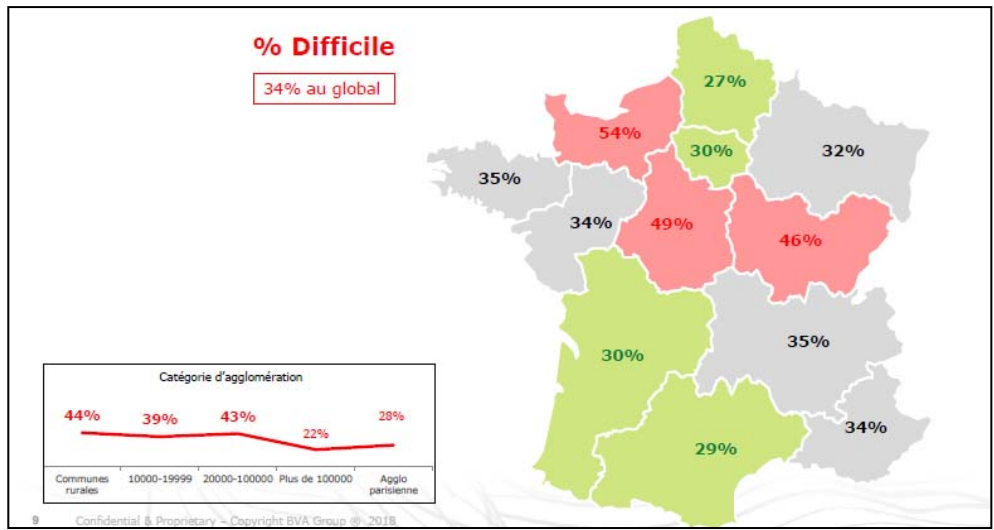 % Difficile
34% au global
27%
54%
30%
32%
35%
34%
49%
46%
30%
35%
29%
34%
Catégorie d'agglomération
44%
39%
43%
22%
28%
Communes rurales
10000-19999
20000-100000
Plus de 100000
Agglo parisienne
9
Confidential & Proprietary – Copyright BVA Group ® 2018